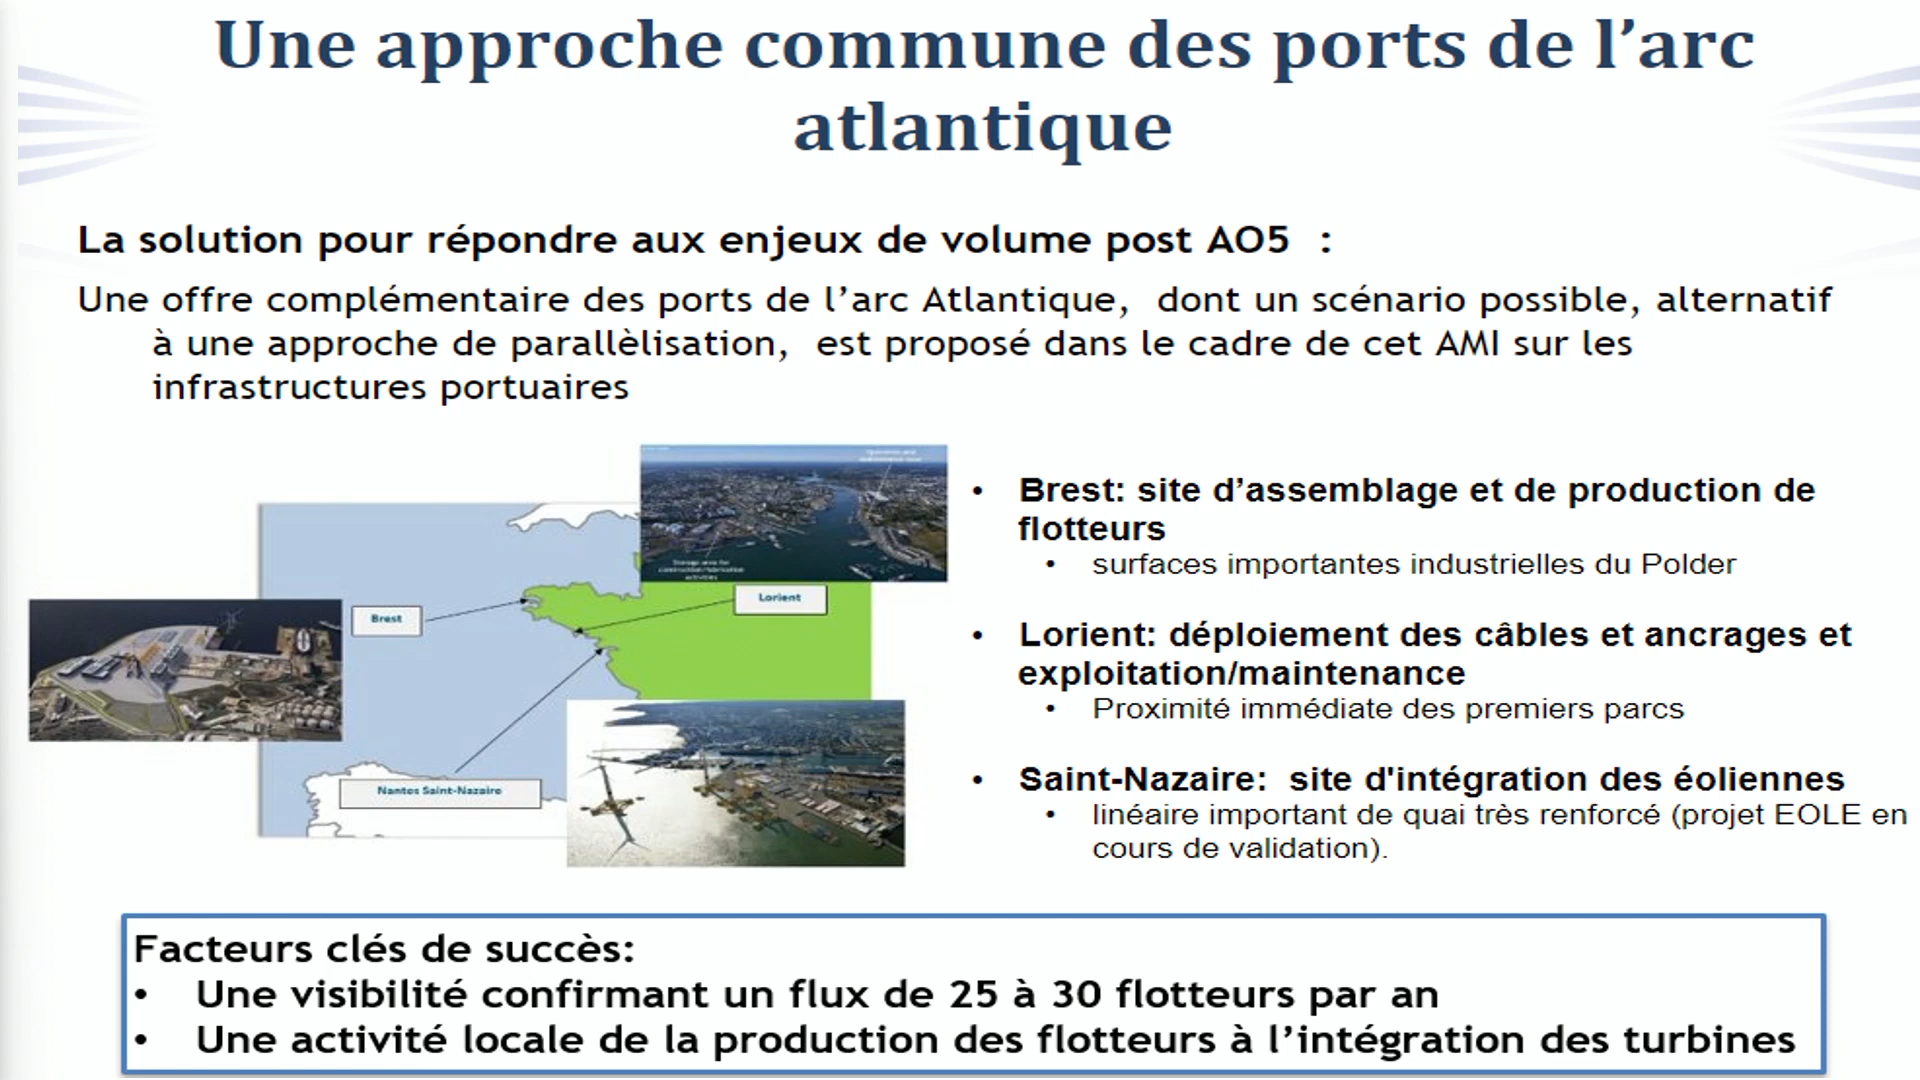 Une approche commune des ports de l’arc
atlantique
La solution pour répondre aux enjeux de volume post AO5  :
Une offre complémentaire des ports de l’arc Atlantique,  dont un scénario possible, alternatif
à une approche de parallèlisation,  est proposé dans le cadre de cet AMI sur les
infrastructures portuaires
Storage area for
construction/fabrication
activities
Brest
Lorient
Nantes Saint-Nazaire
• Brest: site d’assemblage et de production de
flotteurs
• surfaces importantes industrielles du Polder
• Lorient: déploiement des câbles et ancrages et
exploitation/maintenance
• Proximité immédiate des premiers parcs
• Saint-Nazaire:  site d'intégration des éoliennes
• linéaire important de quai très renforcé (projet EOLE en
cours de validation).
Facteurs clés de succès:
• Une visibilité confirmant un flux de 25 à 30 flotteurs par an
• Une activité locale de la production des flotteurs à l’intégration des turbines